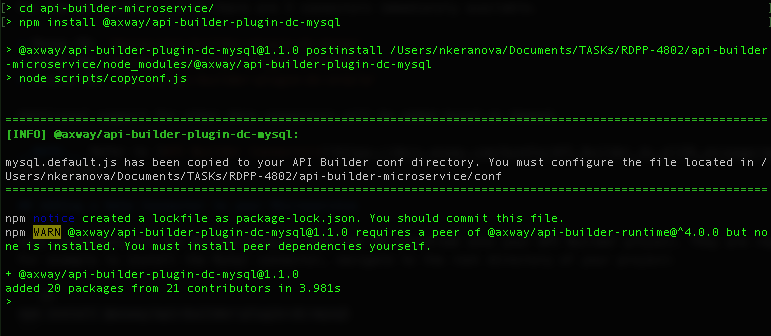 [> cd api-builder-microservice/
[> npm install @axway/api-builder-plugin-dc-mysql
> @axway/api-builder-plugin-dc-mysql@1.1.0 postinstall /Users/nkeranova/Documents/TASKs/RDPP-4802/api-builder
-microservice/node_modules/@axway/api-builder-plugin-dc-mysql
> node scripts/copyconf.js
================================================================================================================
[INFO] @axway/api-builder-plugin-dc-mysql:
mysql.default.js has been copied to your API Builder conf directory. You must configure the file located in /
Users/nkeranova/Documents/TASKs/RDPP-4802/api-builder-microservice/conf
================================================================================================================
npm notice created a lockfile as package-lock.json. You should commit this file.
npm WARN @axway/api-builder-plugin-dc-mysql@1.1.0 requires a peer of @axway/api-builder-runtime@^4.0.0 but no
ne is installed. You must install peer dependencies yourself.
+ @axway/api-builder-plugin-dc-mysql@1.1.0
added 20 packages from 21 contributors in 3.981s
>